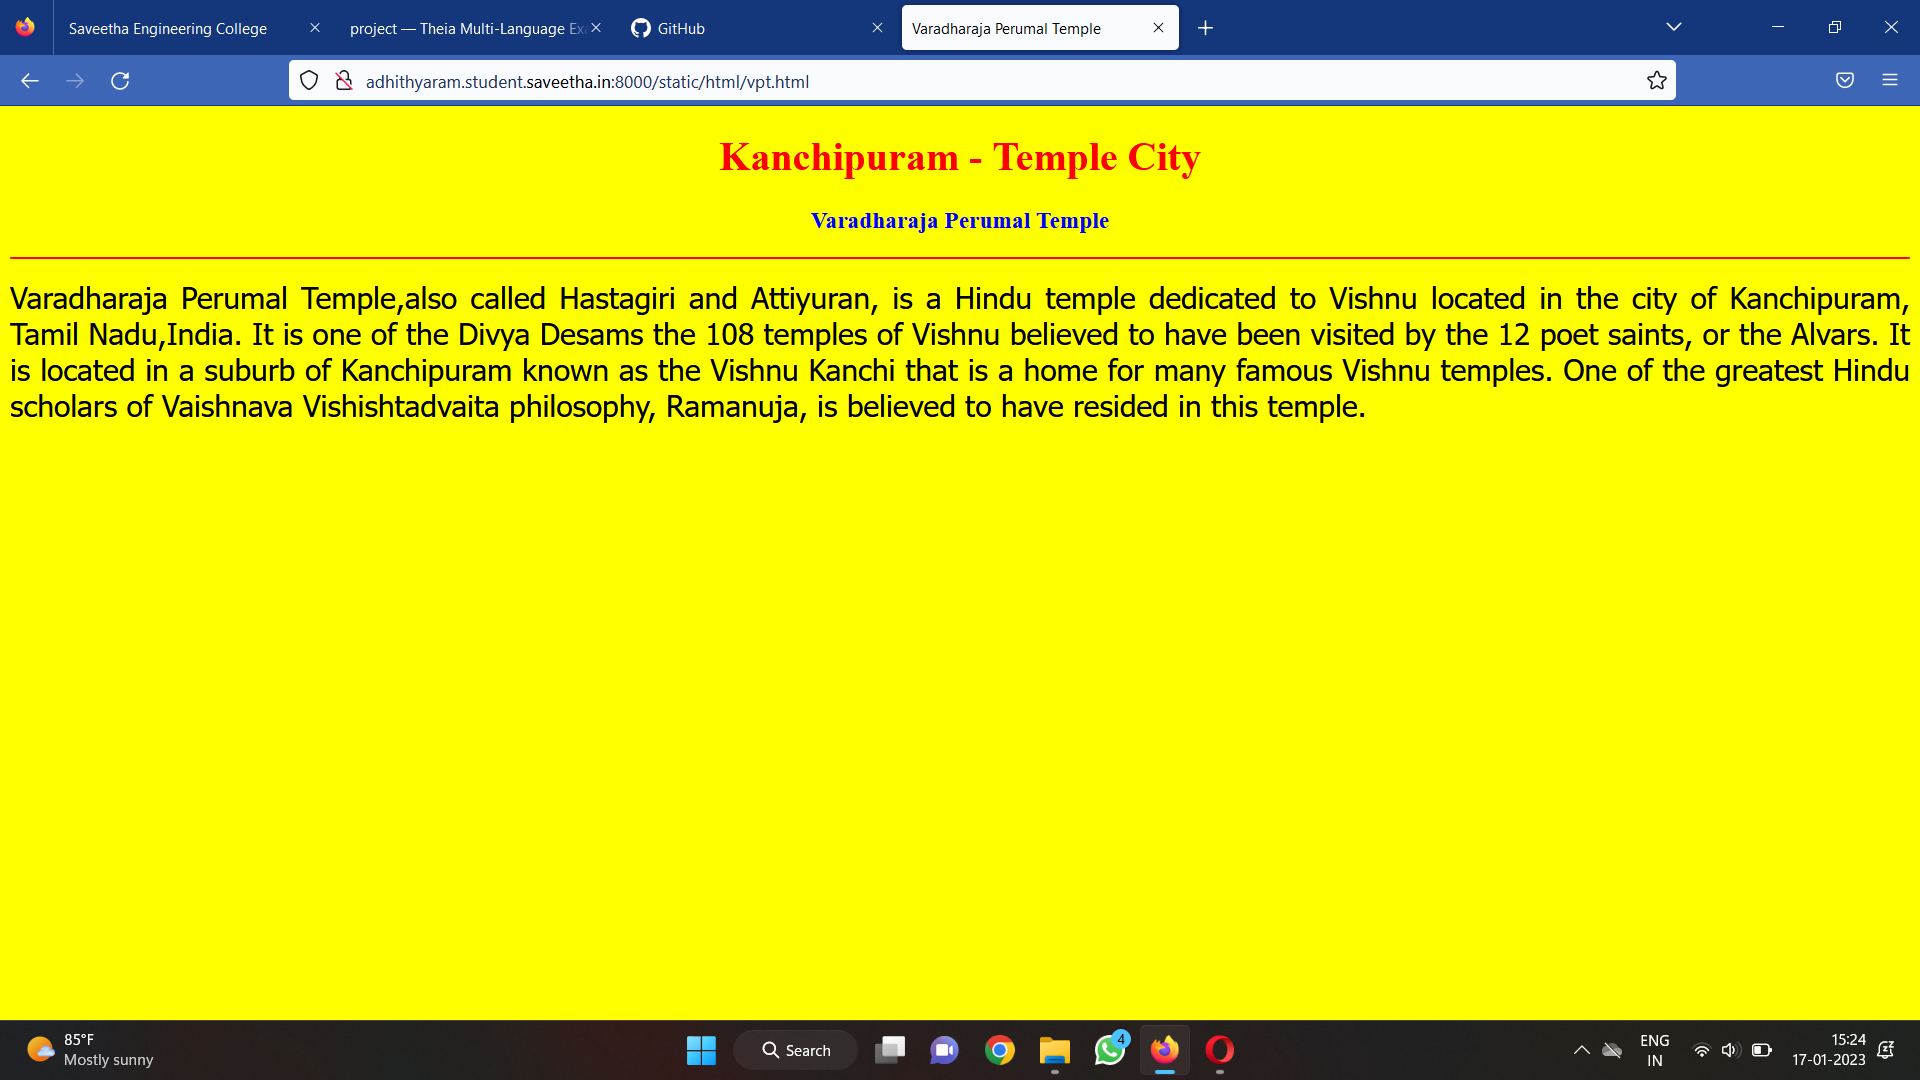 Saveetha Engineering College
project — Theia Multi-Language Ex
GitHub
Varadharaja Perumal Temple
adhithyaram.student.saveetha.in:8000/static/html/vpt.html
Kanchipuram - Temple City
Varadharaja Perumal Temple
Varadharaja Perumal Temple,also called Hastagiri and Attiyuran, is a Hindu temple dedicated to Vishnu located in the city of Kanchipuram,
Tamil Nadu,India. It is one of the Divya Desams the 108 temples of Vishnu believed to have been visited by the 12 poet saints, or the Alvars. It
is located in a suburb of Kanchipuram known as the Vishnu Kanchi that is a home for many famous Vishnu temples. One of the greatest Hindu
scholars of Vaishnava Vishishtadvaita philosophy, Ramanuja, is believed to have resided in this temple.
85°F
Mostly sunny
Search
4
ENG
IN
15:24
17-01-2023